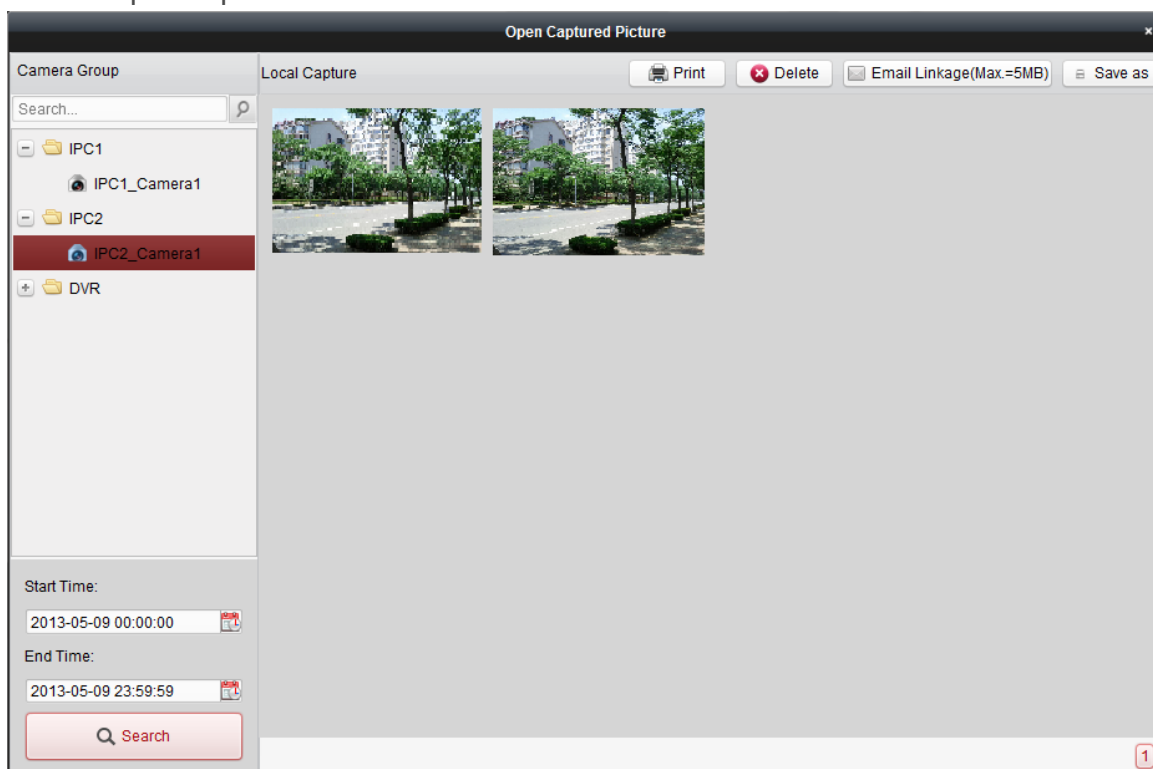 Open Captured Picture
Camera Group
Local Capture
Print
Delete
Email Linkage(Max.=5MB)
Save as
Search...
IPC1
IPC1_Camera1
IPC2
IPC2_Camera1
DVR
Start Time:
2013-05-09 00:00:00
End Time:
2013-05-09 23:59:59
Search
1